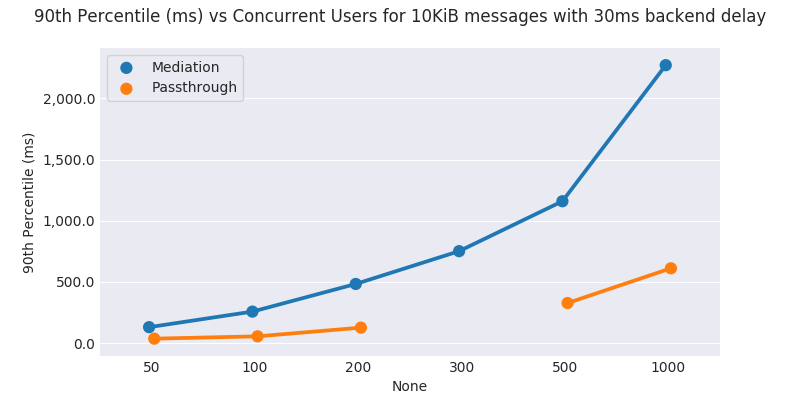 90th Percentile (ms) vs Concurrent Users for 10KiB messages with 30ms backend delay
Mediation
Passthrough
90th Percentile (ms)
2,000.0
1,500.0
1,000.0
500.0
0.0
50 100 200 300 500 1000
None